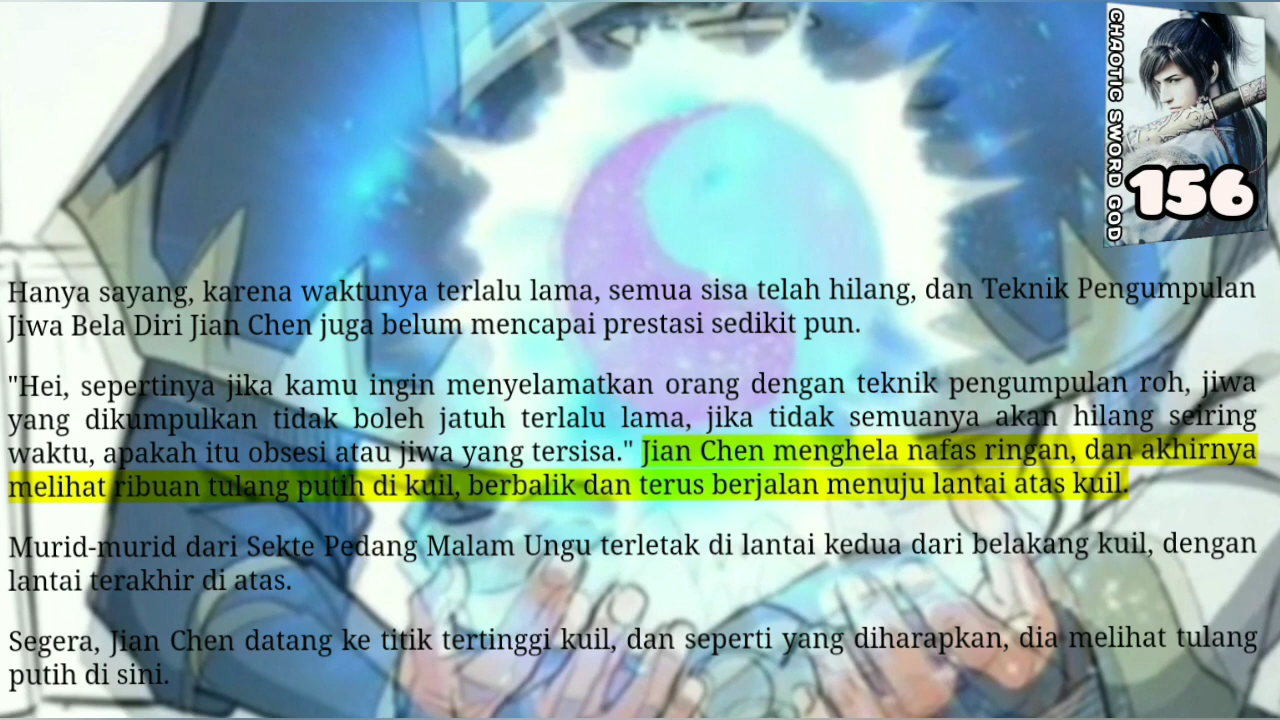 CHAOTIC SWORD GOD
156
Hanya sayang, karena waktunya terlalu lama, semua sisa telah hilang, dan Teknik Pengumpulan
Jiwa Bela Diri Jian Chen juga belum mencapai prestasi sedikit pun.
"Hei, sepertinya jika kamu ingin menyelamatkan orang dengan teknik pengumpulan roh, jiwa
yang dikumpulkan tidak boleh jatuh terlalu lama, jika tidak semuanya akan hilang seiring
waktu, apakah itu obsesi atau jiwa yang tersisa." Jian Chen menghela nafas ringan, dan akhirnya
melihat ribuan tulang putih di kuil, berbalik dan terus berjalan menuju lantai atas kuil.
Murid-murid dari Sekte Pedang Malam Ungu terletak di lantai kedua dari belakang kuil, dengan
lantai terakhir di atas.
Segera, Jian Chen datang ke titik tertinggi kuil, dan seperti yang diharapkan, dia melihat tulang
putih di sini.